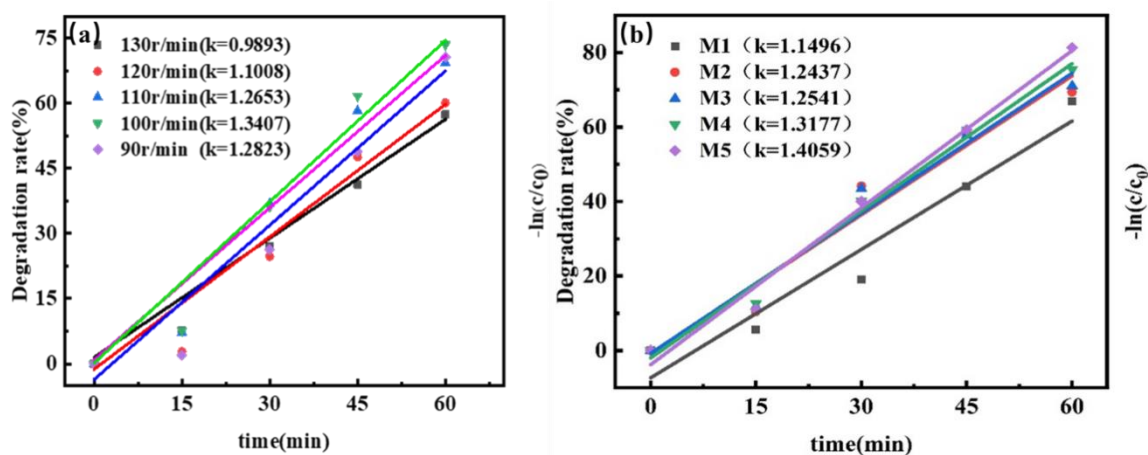 (a)
130r/min(k=0.9893)
120r/min(k=1.1008)
110r/min(k=1.2653)
100r/min(k=1.3407)
90r/min (k=1.2823)
Degradation rate(%)
75
60
45
30
15
0
0 15 30 45 60
time(min)
-ln(c/c0)
(b)
M1（k=1.1496）
M2（k=1.2437）
M3（k=1.2541）
M4（k=1.3177）
M5（k=1.4059）
Degradation rate(%)
80
60
40
20
0
0 15 30 45 60
time(min)
-ln(c/c0)